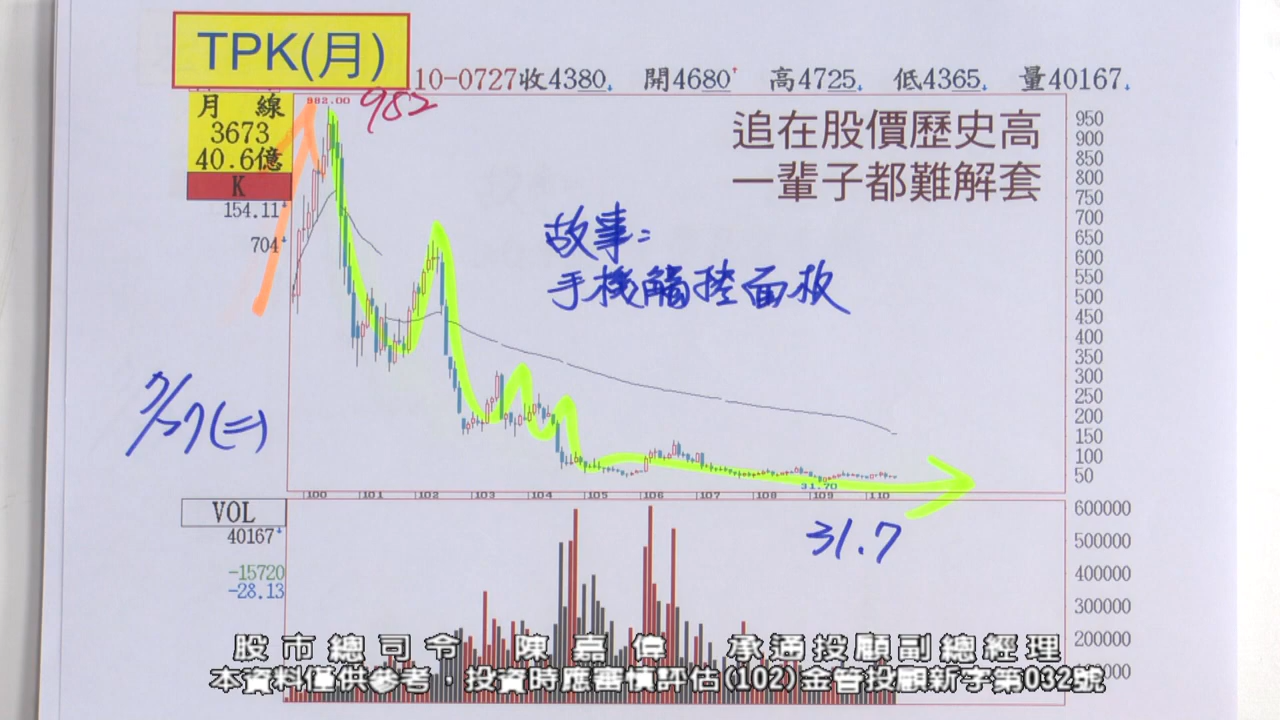 TPK(月)
10-0727收4380 開4680 高4725 低4365 量40167
月 線
3673
40.6億
K
154.11
704
982.00
982
追在股價歷史高
一輩子都難解套
故事:
手機觸控面板
7/27(二)
950
900
850
800
750
700
650
600
550
500
450
400
350
300
250
200
150
100
50
31.70
100 101 102 103 104 105 106 107 108 109 110
31.7
VOL
40167
-15720
-28.13
600000
500000
400000
300000
200000
股市總司令 陳嘉偉 承通投顧副總經理
本資料僅供參考,投資時應審慎評估(102)金管投顧新字第032號